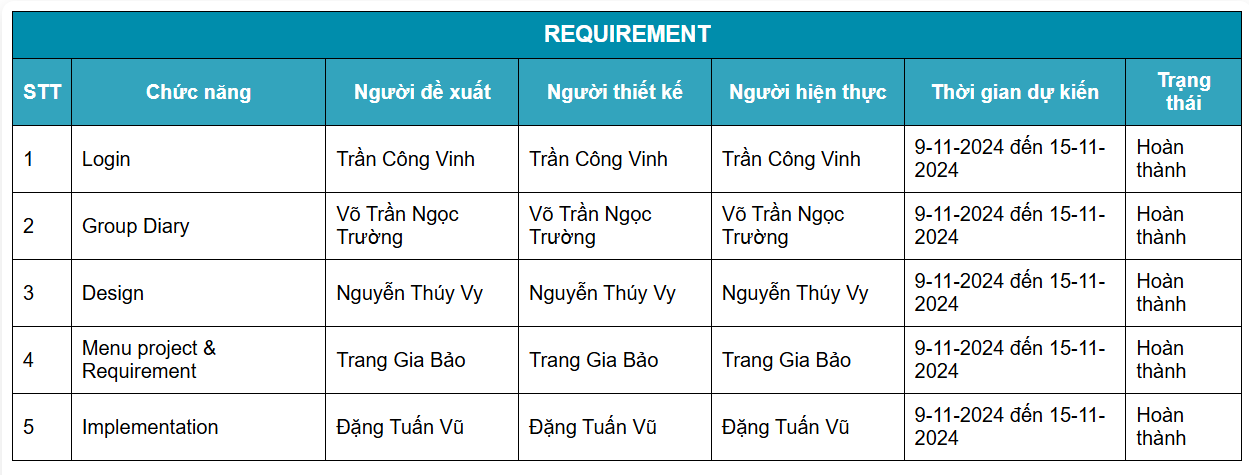 REQUIREMENT
STT Chức năng Người đề xuất Người thiết kế Người hiện thực Thời gian dự kiến Trạng
thái
1 Login Trần Công Vinh Trần Công Vinh Trần Công Vinh 9-11-2024 đến 15-11- Hoàn
2024 thành
2 Group Diary Võ Trần Ngọc Võ Trần Ngọc Võ Trần Ngọc 9-11-2024 đến 15-11- Hoàn
Trường Trường Trường 2024 thành
3 Design Nguyễn Thúy Vy Nguyễn Thúy Vy Nguyễn Thúy Vy 9-11-2024 đến 15-11- Hoàn
2024 thành
4 Menu project & Trang Gia Bảo Trang Gia Bảo Trang Gia Bảo 9-11-2024 đến 15-11- Hoàn
Requirement 2024 thành
5 Implementation Đặng Tuấn Vũ Đặng Tuấn Vũ Đặng Tuấn Vũ 9-11-2024 đến 15-11- Hoàn
2024 thành